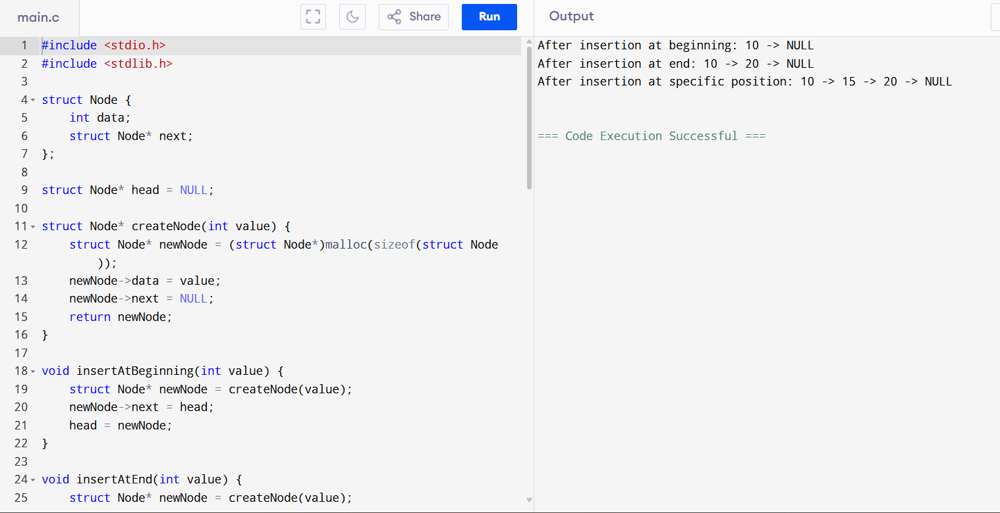 main.c
Share
Run
Output
1 #include <stdio.h>
2 #include <stdlib.h>
3
4 struct Node {
5     int data;
6     struct Node* next;
7 };
8
9 struct Node* head = NULL;
10
11 struct Node* createNode(int value) {
12     struct Node* newNode = (struct Node*)malloc(sizeof(struct Node
        ));
13     newNode->data = value;
14     newNode->next = NULL;
15     return newNode;
16 }
17
18 void insertAtBeginning(int value) {
19     struct Node* newNode = createNode(value);
20     newNode->next = head;
21     head = newNode;
22 }
23
24 void insertAtEnd(int value) {
25     struct Node* newNode = createNode(value);
After insertion at beginning: 10 -> NULL
After insertion at end: 10 -> 20 -> NULL
After insertion at specific position: 10 -> 15 -> 20 -> NULL
=== Code Execution Successful ===